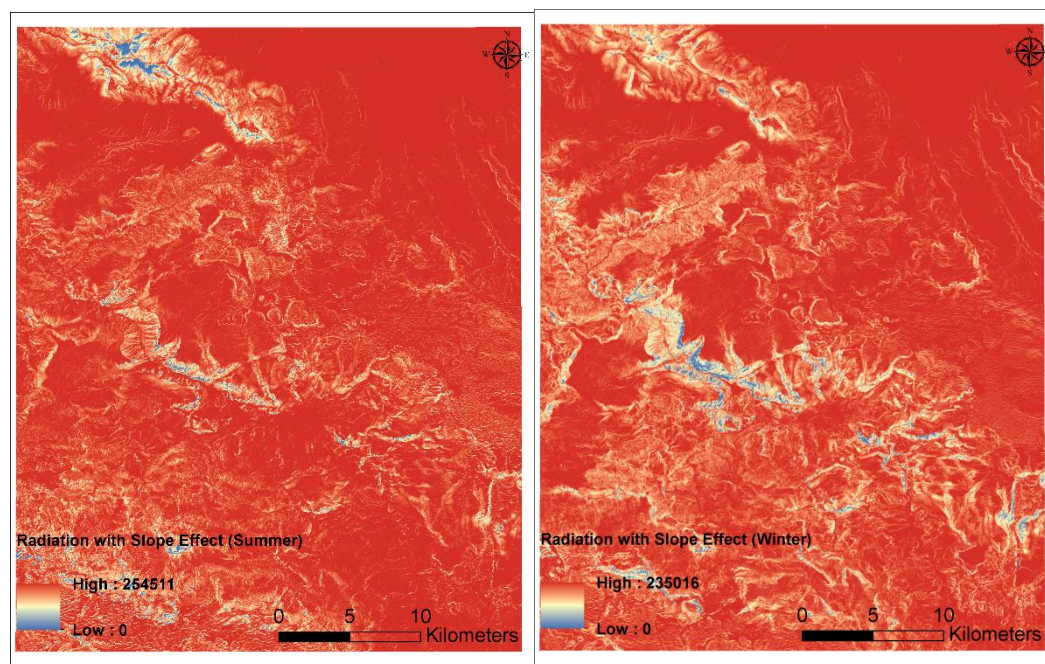 N
W E
S
Radiation with Slope Effect (Summer)
High : 254511
Low : 0
0 5 10
Kilometers
N
W E
S
Radiation with Slope Effect (Winter)
High : 235016
Low : 0
0 5 10
Kilometers